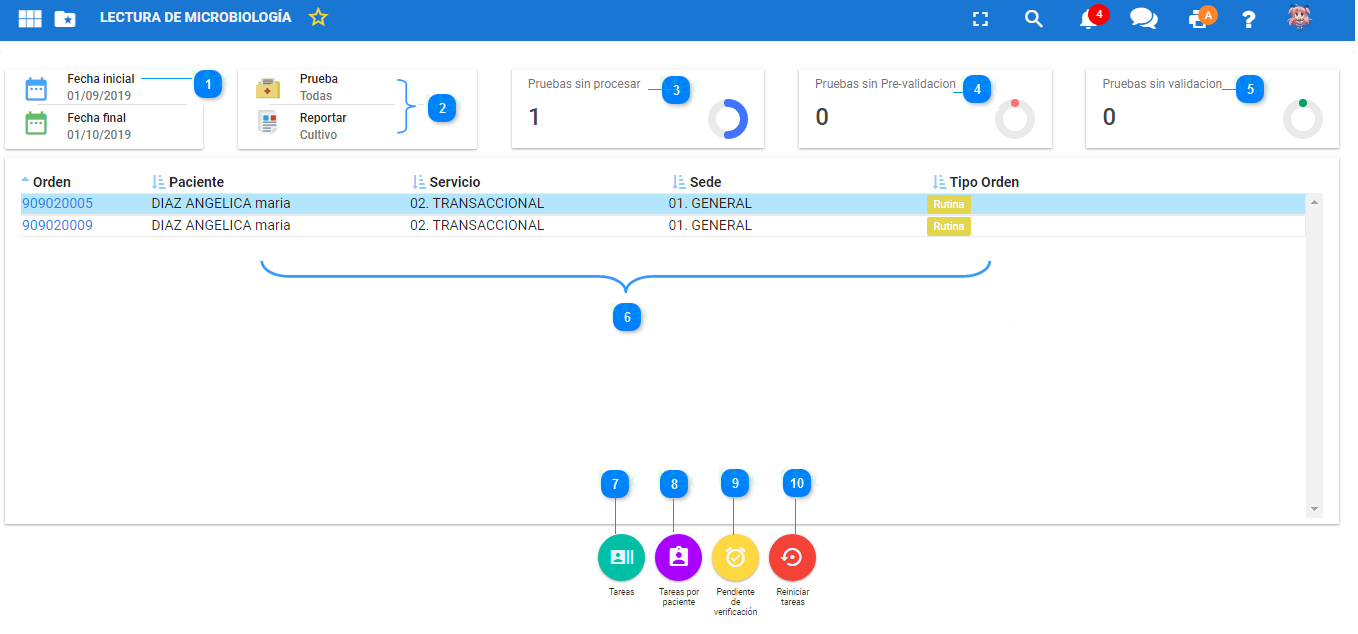 LECTURA DE MICROBIOLOGÍA
4
A
?
Fecha inicial
01/09/2019
1
Fecha final
01/10/2019
Prueba
Todas
Reportar
Cultivo
2
Pruebas sin procesar
3
1
Pruebas sin Pre-validacion
4
0
Pruebas sin validacion
5
0
Orden Paciente Servicio Sede Tipo Orden
909020005 DIAZ ANGELICA maria 02. TRANSACCIONAL 01. GENERAL Rutina
909020009 DIAZ ANGELICA maria 02. TRANSACCIONAL 01. GENERAL Rutina
6
7 8 9 10
Tareas
Tareas por
paciente
Pendiente
de
verificación
Reiniciar
tareas